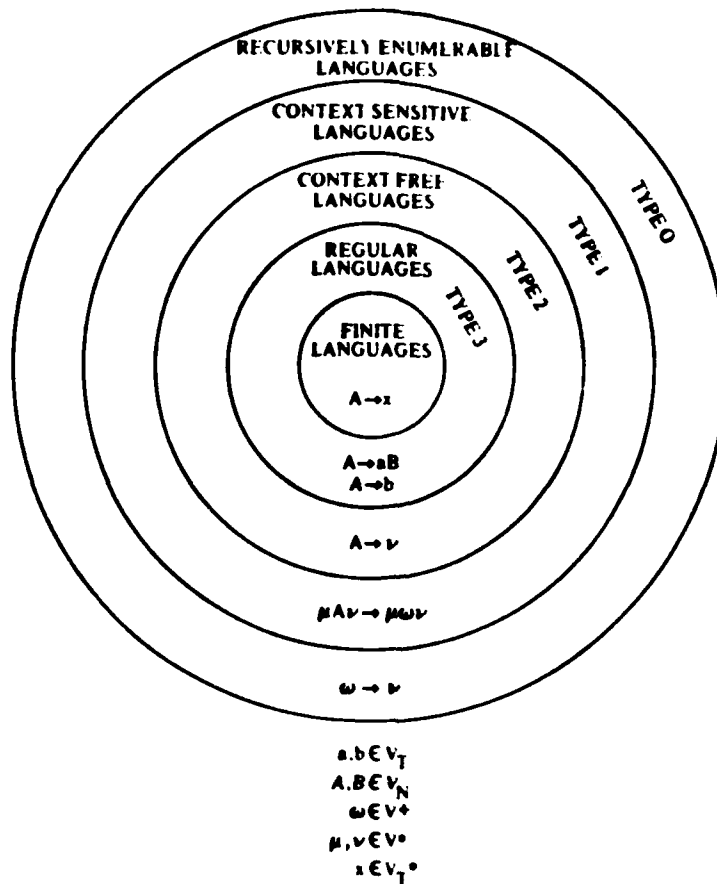 RECURSIVELY ENUMERABLE
LANGUAGES
CONTEXT SENSITIVE
LANGUAGES
CONTEXT FREE
LANGUAGES
REGULAR
LANGUAGES
FINITE
LANGUAGES
TYPE 3
TYPE 2
TYPE 1
TYPE 0
A→x
A→aB
A→b
A→ν
μAν→μων
ω→ν
a,b∈V_T
A,B∈V_N
ω∈V⁺
μ,ν∈V*
x∈V_T*